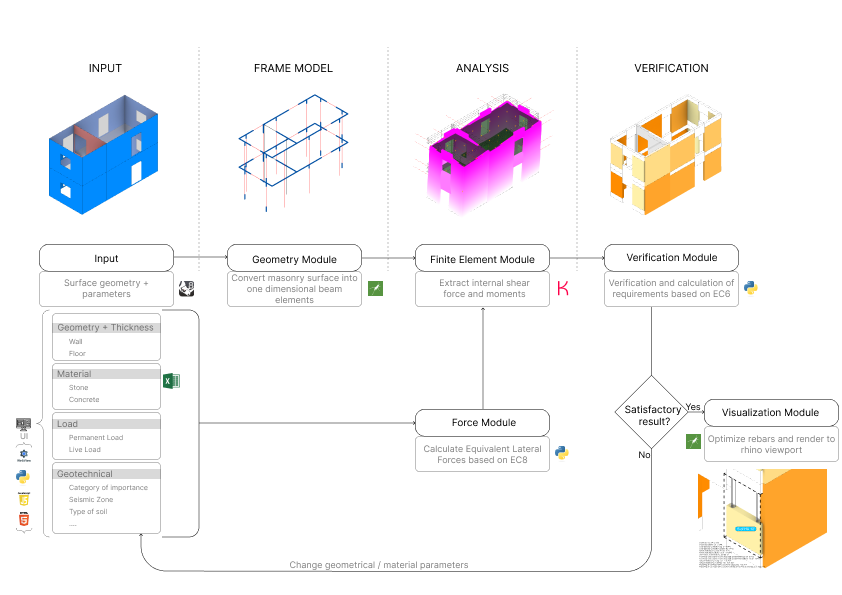 INPUT
FRAME MODEL
ANALYSIS
VERIFICATION
Input
Surface geometry +
parameters
Geometry Module
Convert masonry surface into
one dimensional beam
elements
Finite Element Module
Extract internal shear
force and moments
Verification Module
Verification and calculation of
requirements based on EC6
Geometry + Thickness
Wall
Floor
Material
Stone
Concrete
Load
Permanent Load
Live Load
Geotechnical
Category of importance
Seismic Zone
Type of soil
....
UI
Force Module
Calculate Equivalent Lateral
Forces based on EC8
Satisfactory
result?
Yes
No
Visualization Module
Optimize rebars and render to
rhino viewport
Change geometrical / material parameters